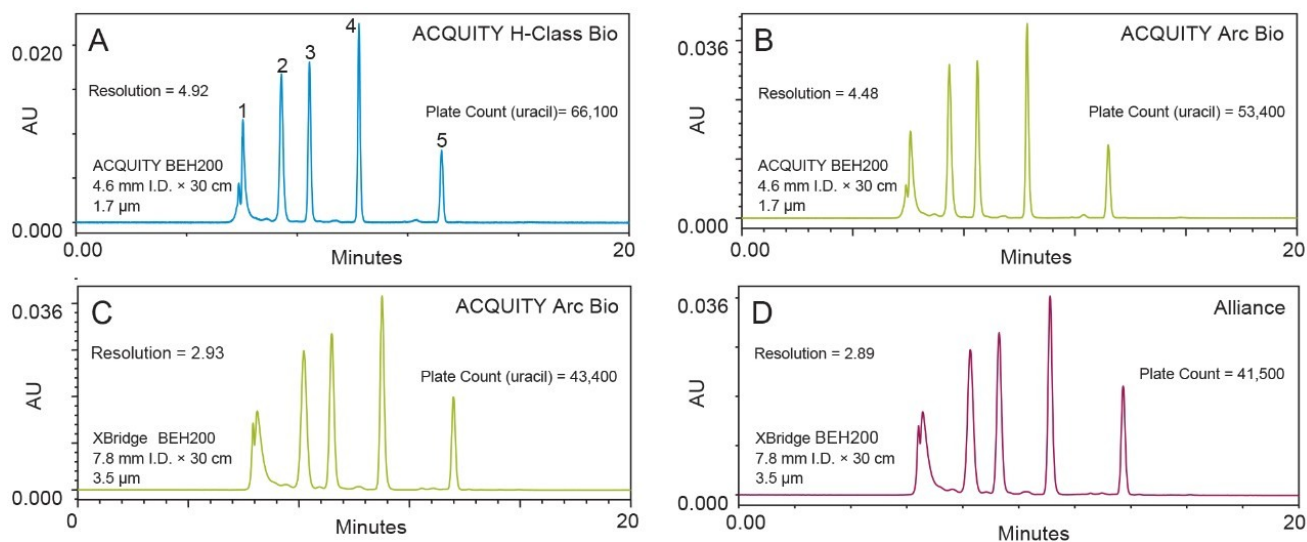 A
ACQUITY H-Class Bio
0.020
AU
0.000
Resolution = 4.92
Plate Count (uracil)= 66,100
1
2
3
4
5
ACQUITY BEH200
4.6 mm I.D. × 30 cm
1.7 µm
0.00
Minutes
20
B
ACQUITY Arc Bio
0.036
AU
0.000
Resolution = 4.48
Plate Count (uracil)= 53,400
ACQUITY BEH200
4.6 mm I.D. × 30 cm
1.7 µm
0.00
Minutes
20
C
ACQUITY Arc Bio
0.036
AU
0.000
Resolution = 2.93
Plate Count (uracil) = 43,400
XBridge BEH200
7.8 mm I.D. × 30 cm
3.5 µm
0
Minutes
20
D
Alliance
0.036
AU
0.000
Resolution = 2.89
Plate Count = 41,500
XBridge BEH200
7.8 mm I.D. × 30 cm
3.5 µm
0.00
Minutes
20